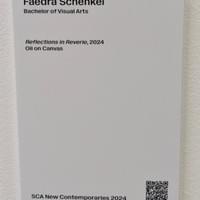 Faedra Schenkel
Bachelor of Visual Arts
Reflections in Reverie, 2024
Oil on Canvas
SCA New Contemporaries 2024